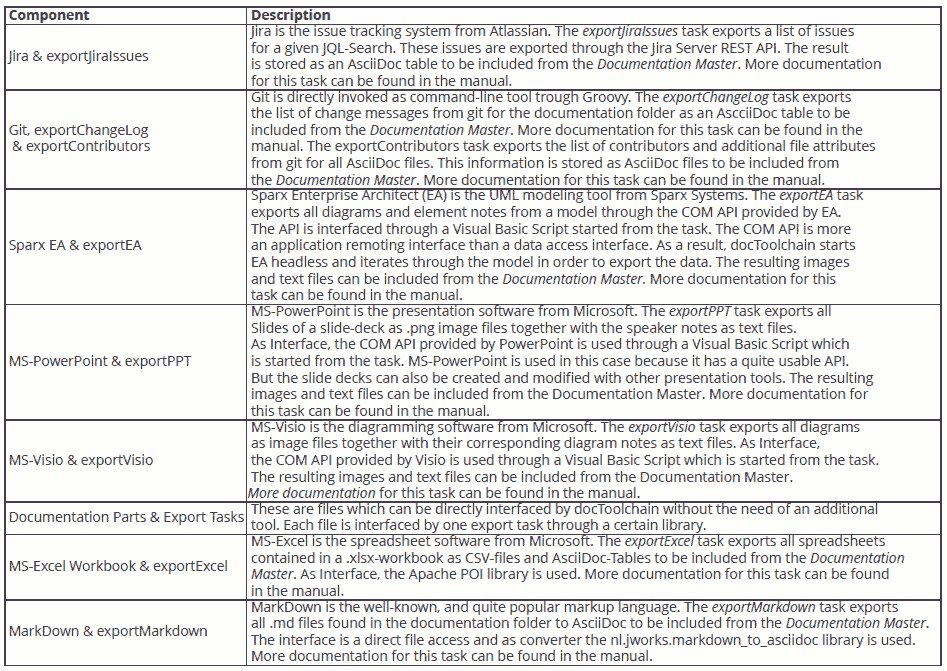 Component
Description
Jira & exportJiraIssues
Jira is the issue tracking system from Atlassian. The exportJiraIssues task exports a list of issues
for a given JQL-Search. These issues are exported through the Jira Server REST API. The result
is stored as an AsciiDoc table to be included from the Documentation Master. More documentation
for this task can be found in the manual.
Git, exportChangeLog
& exportContributors
Git is directly invoked as command-line tool trough Groovy. The exportChangeLog task exports
the list of change messages from git for the documentation folder as an AscciiDoc table to be
included from the Documentation Master. More documentation for this task can be found in the
manual. The exportContributors task exports the list of contributors and additional file attributes
from git for all AsciiDoc files. This information is stored as AsciiDoc files to be included from
the Documentation Master. More documentation for this task can be found in the manual.
Sparx EA & exportEA
Sparx Enterprise Architect (EA) is the UML modeling tool from Sparx Systems. The exportEA task
exports all diagrams and element notes from a model through the COM API provided by EA.
The API is interfaced through a Visual Basic Script started from the task. The COM API is more
an application remoting interface than a data access interface. As a result, docToolchain starts
EA headless and iterates through the model in order to export the data. The resulting images
and text files can be included from the Documentation Master. More documentation for this
task can be found in the manual.
MS-PowerPoint & exportPPT
MS-PowerPoint is the presentation software from Microsoft. The exportPPT task exports all
Slides of a slide-deck as .png image files together with the speaker notes as text files.
As Interface, the COM API provided by PowerPoint is used through a Visual Basic Script which
is started from the task. MS-PowerPoint is used in this case because it has a quite usable API.
But the slide decks can also be created and modified with other presentation tools. The resulting
images and text files can be included from the Documentation Master. More documentation for
this task can be found in the manual.
MS-Visio & exportVisio
MS-Visio is the diagramming software from Microsoft. The exportVisio task exports all diagrams
as image files together with their corresponding diagram notes as text files. As Interface,
the COM API provided by Visio is used through a Visual Basic Script which is started from the task.
The resulting images and text files can be included from the Documentation Master.
More documentation for this task can be found in the manual.
Documentation Parts & Export Tasks
These are files which can be directly interfaced by docToolchain without the need of an additional
tool. Each file is interfaced by one export task through a certain library.
MS-Excel Workbook & exportExcel
MS-Excel is the spreadsheet software from Microsoft. The exportExcel task exports all spreadsheets
contained in a .xlsx-workbook as CSV-files and AsciiDoc-Tables to be included from the Documentation
Master. As Interface, the Apache POI library is used. More documentation for this task can be found
in the manual.
MarkDown & exportMarkdown
MarkDown is the well-known, and quite popular markup language. The exportMarkdown task exports
all .md files found in the documentation folder to AsciiDoc to be included from the Documentation Master.
The interface is a direct file access and as converter the nl.jworks.markdown_to_asciidoc library is used.
More documentation for this task can be found in the manual.